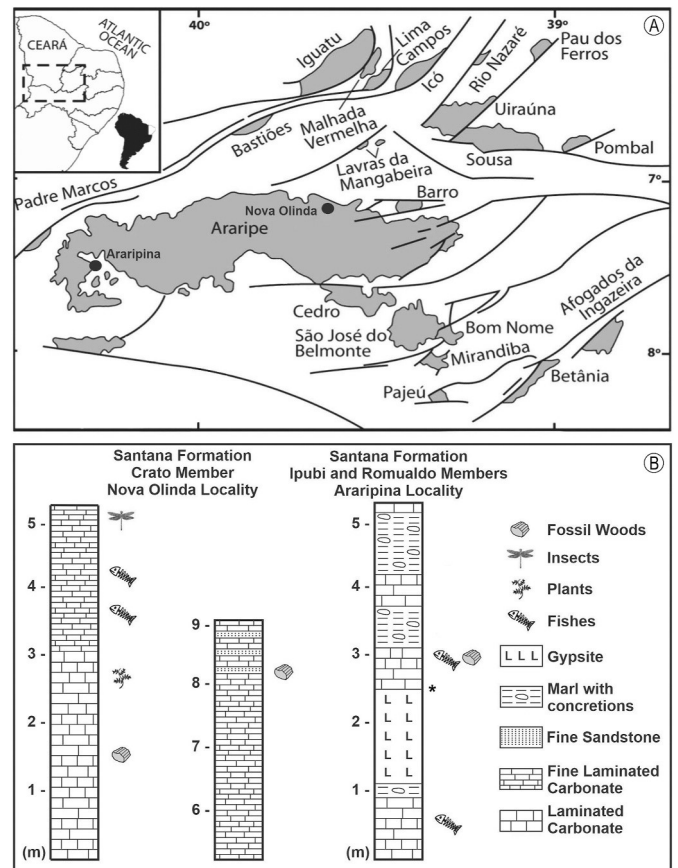 40°
39°
A
CEARÁ
ATLANTIC
OCEAN
Iguatu
Lima
Campos
Icó
Rio Nazaré
Pau dos
Ferros
Malhada
Vermelha
Bastiões
Uiraúna
Sousa
Pombal
Lavras da
Mangabeira
7°
Padre Marcos
Barro
Nova Olinda
Araripe
Araripina
Cedro
São José do
Belmonte
Bom Nome
Mirandiba
Afogados da
Ingazeira
8°
Pajeú
Betânia
B
Santana Formation
Crato Member
Nova Olinda Locality
5 -
4 -
3 -
2 -
1 -
(m)
9 -
8 -
7 -
6 -
Santana Formation
Ipubi and Romualdo Members
Araripina Locality
5 -
4 -
3 -
2 -
1 -
(m)
L L
L L
L L
L L
L L
*
Fossil Woods
Insects
Plants
Fishes
L L L
Gypsite
Marl with
concretions
Fine Sandstone
Fine Laminated
Carbonate
Laminated
Carbonate